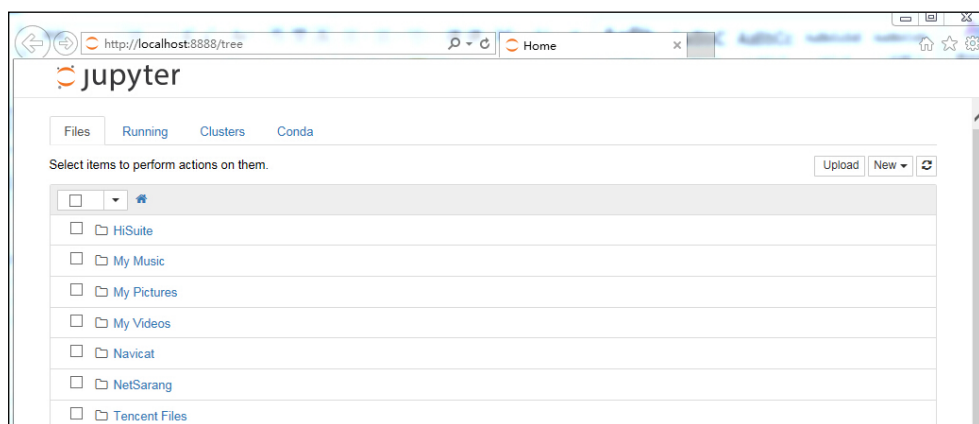 http://localhost:8888/tree Home
jupyter
Files Running Clusters Conda
Select items to perform actions on them. Upload New
HiSuite
My Music
My Pictures
My Videos
Navicat
NetSarang
Tencent Files